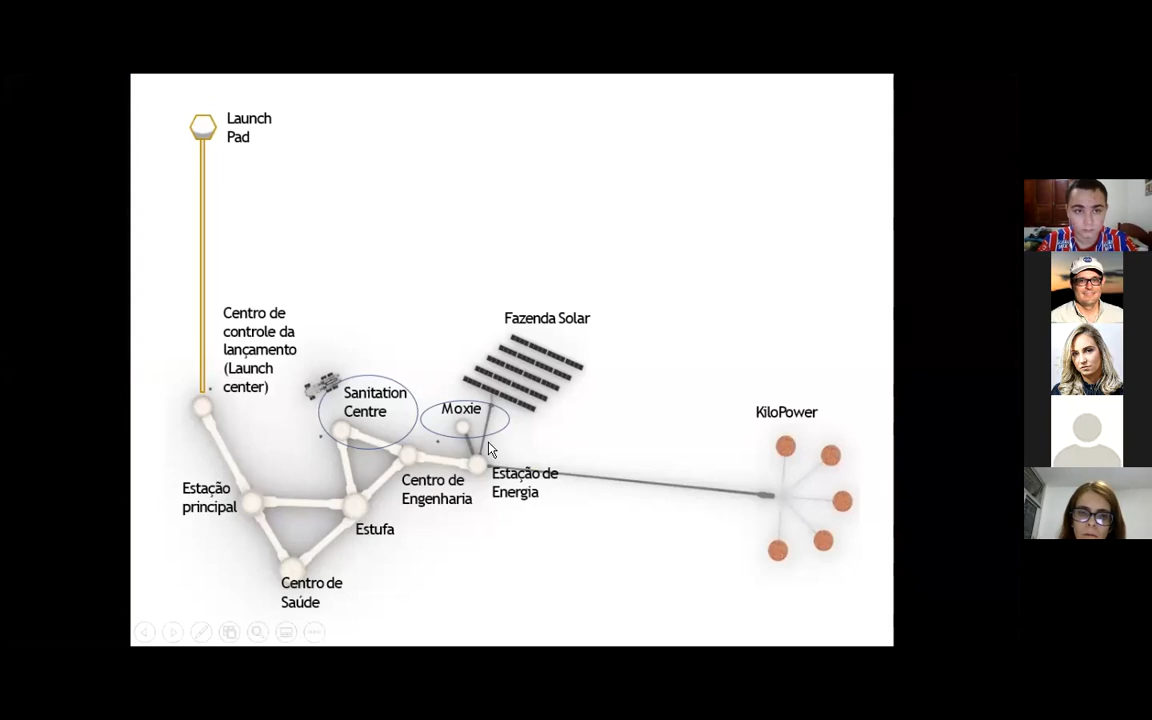 Launch
Pad
Centro de
controle da
lançamento
(Launch
center)
Fazenda Solar
Sanitation
Centre
Moxie
KiloPower
Estação
principal
Centro de
Engenharia
Estação de
Energia
Estufa
Centro de
Saúde